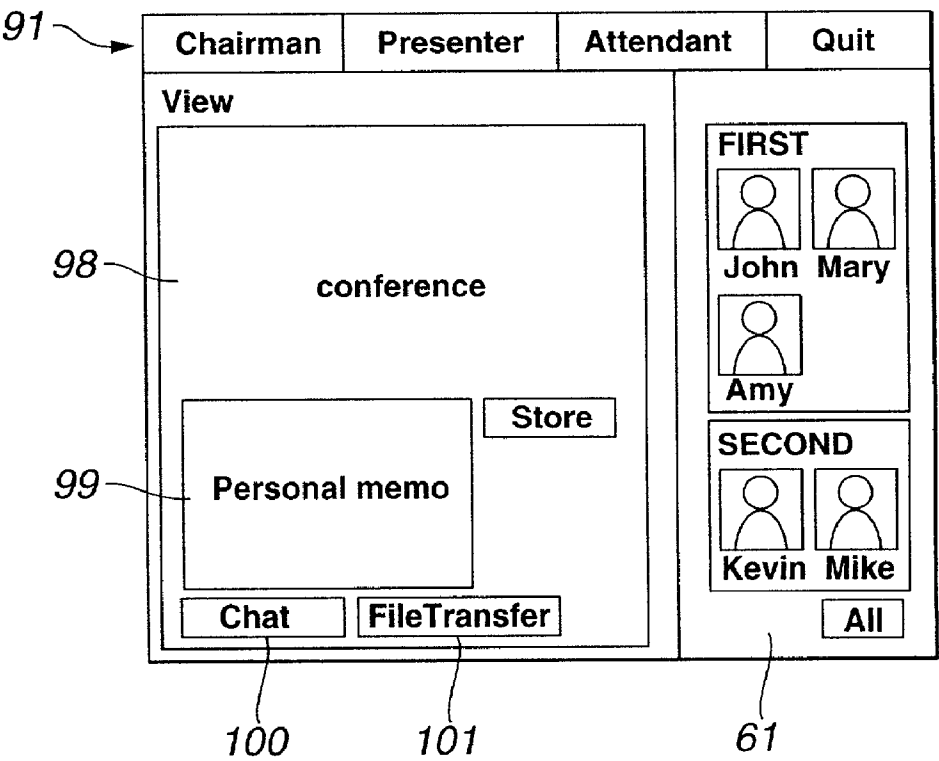 91
Chairman Presenter Attendant Quit
View
FIRST
John Mary
Amy
98
conference
Store
99
Personal memo
SECOND
Kevin Mike
Chat FileTransfer
All
100 101 61